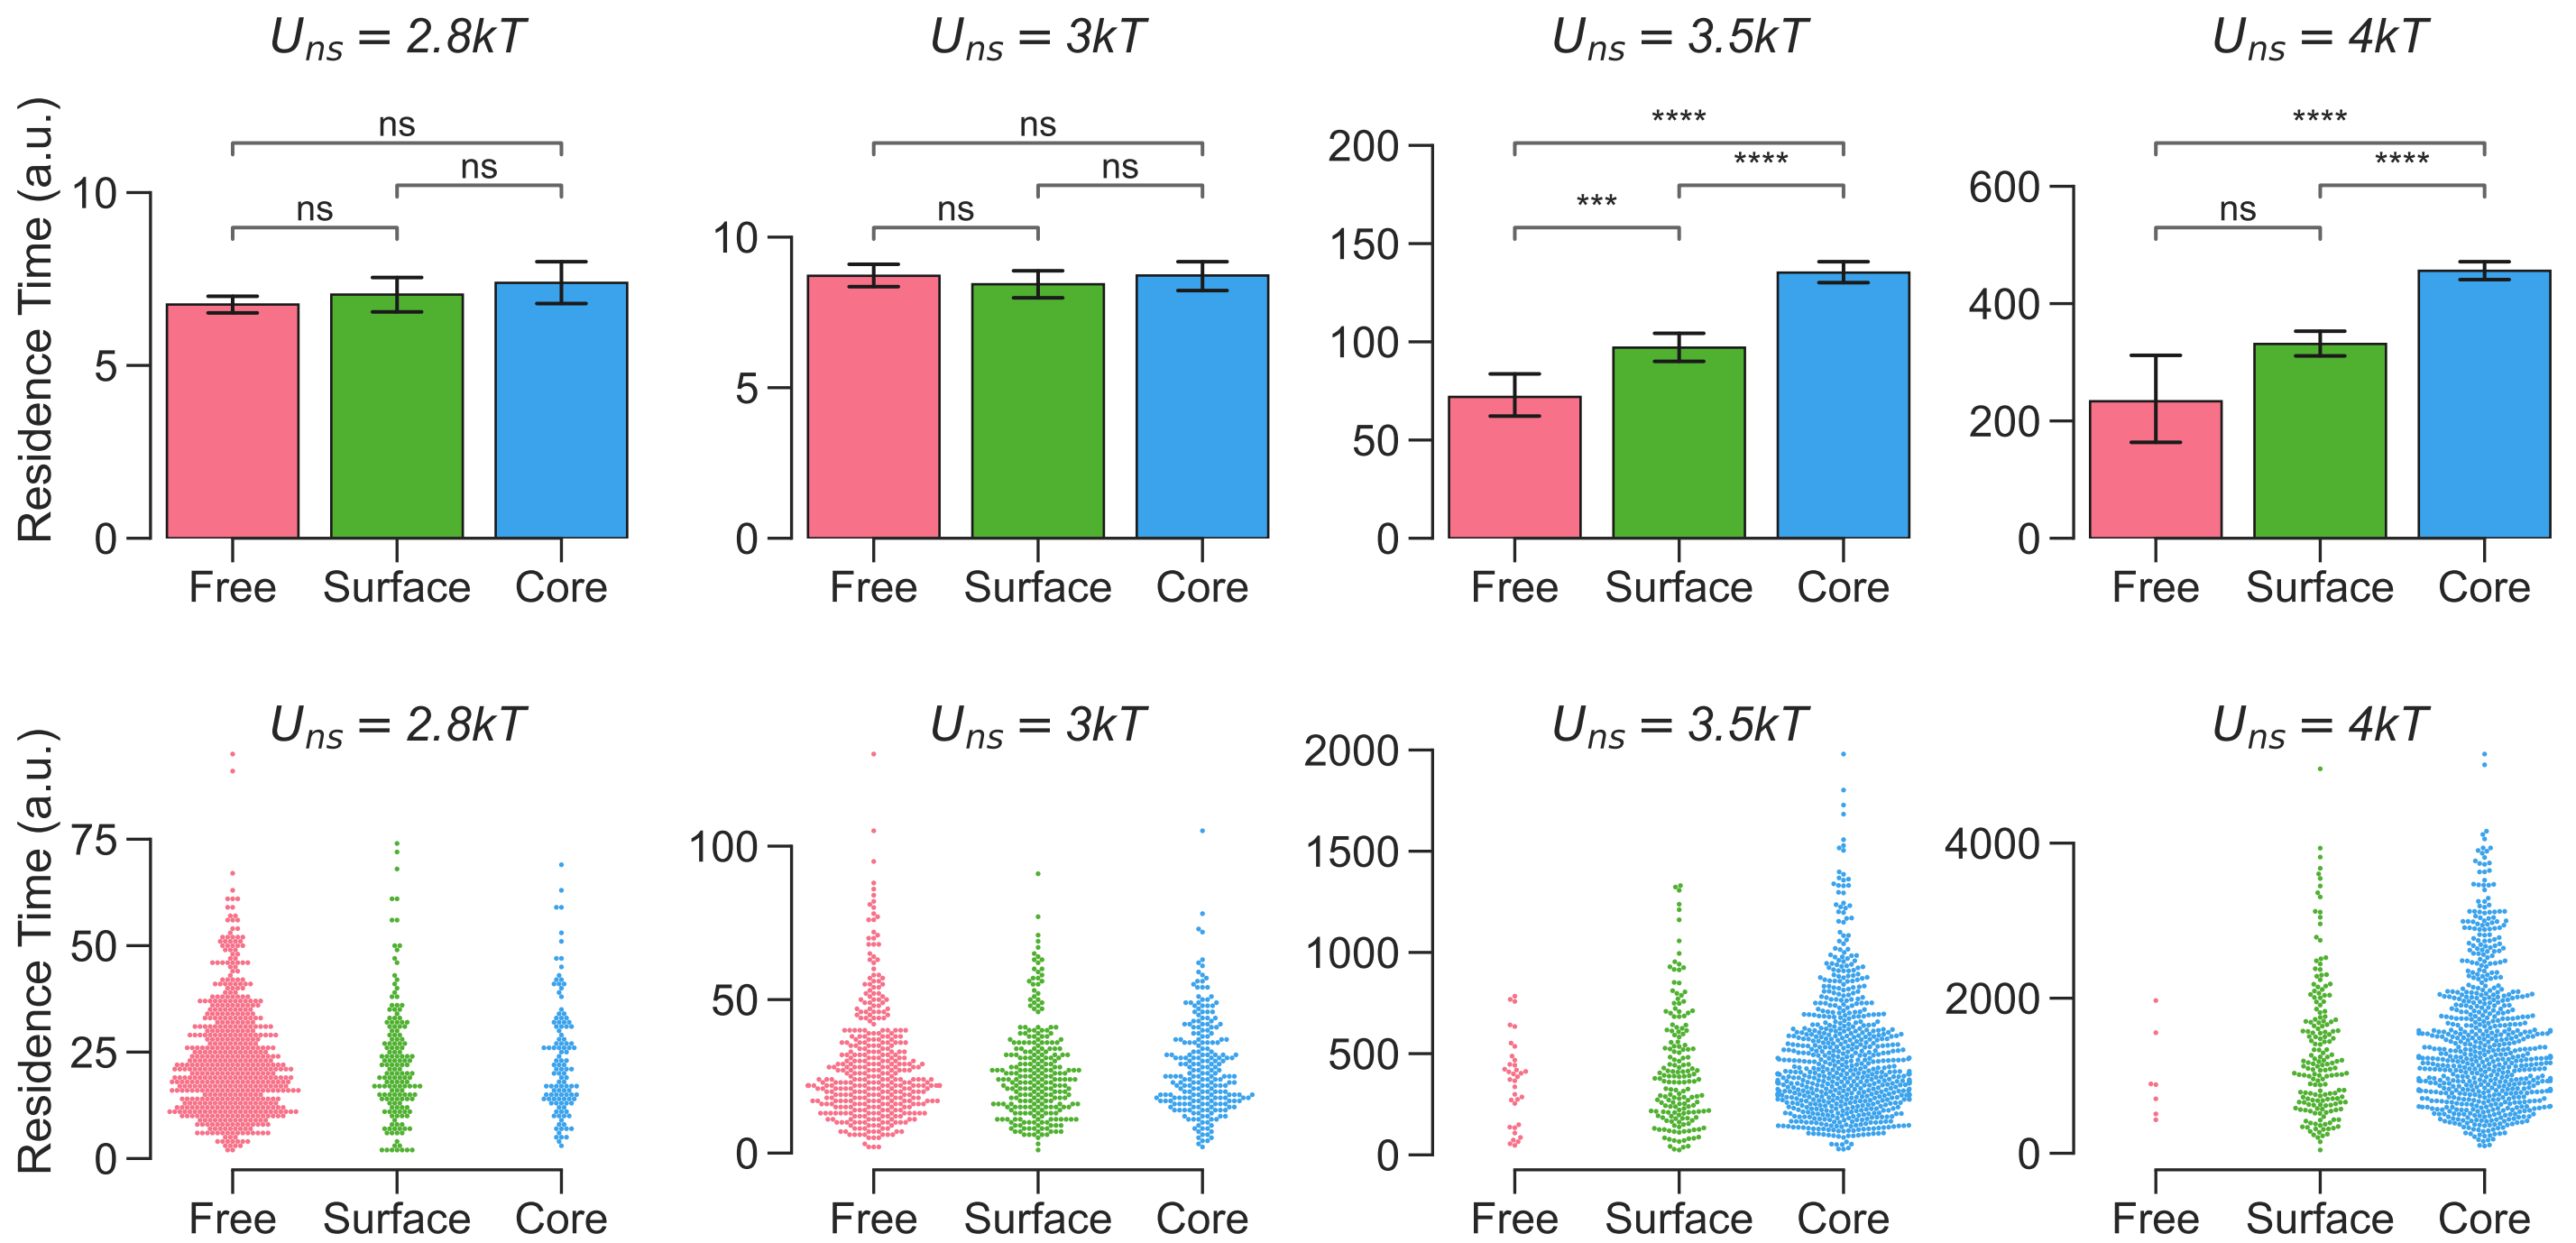 U_ns = 2.8kT
U_ns = 3kT
U_ns = 3.5kT
U_ns = 4kT
Residence Time (a.u.)
10
5
0
ns
ns
ns
Free Surface Core
10
5
0
ns
ns
ns
Free Surface Core
200
150
100
50
0
****
****
***
Free Surface Core
600
400
200
0
****
****
ns
Free Surface Core
U_ns = 2.8kT
U_ns = 3kT
U_ns = 3.5kT
U_ns = 4kT
Residence Time (a.u.)
75
50
25
0
Free Surface Core
100
50
0
Free Surface Core
2000
1500
1000
500
0
Free Surface Core
4000
2000
0
Free Surface Core